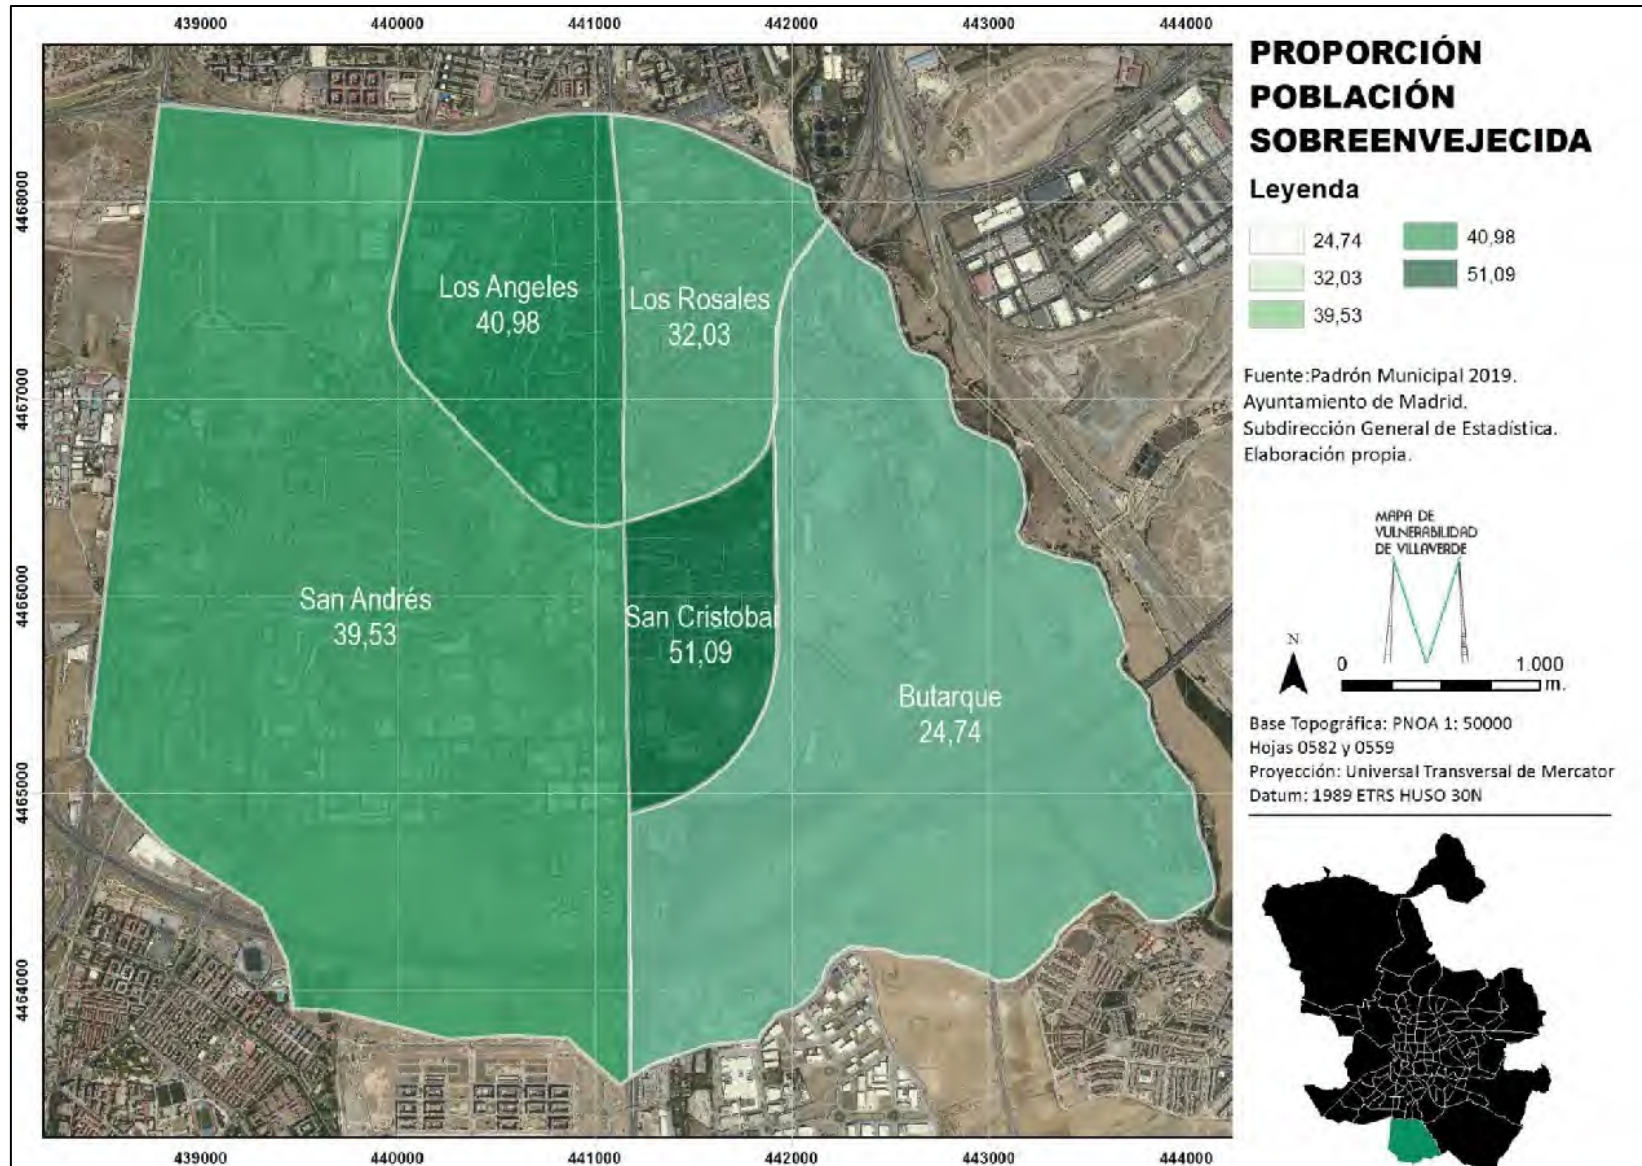 439000 440000 441000 442000 443000 444000
4468000
4467000
4466000
4465000
4464000
Los Angeles
40,98
Los Rosales
32,03
San Andrés
39,53
San Cristobal
51,09
Butarque
24,74
439000 440000 441000 442000 443000 444000
PROPORCIÓN
POBLACIÓN
SOBREENVEJECIDA
Leyenda
24,74
32,03
39,53
40,98
51,09
Fuente:Padrón Municipal 2019.
Ayuntamiento de Madrid.
Subdirección General de Estadística.
Elaboración propia.
MAPA DE
VULNERABILIDAD
DE VILLAVERDE
N
0 1.000
m.
Base Topográfica: PNOA 1: 50000
Hojas 0582 y 0559
Proyección: Universal Transversal de Mercator
Datum: 1989 ETRS HUSO 30N